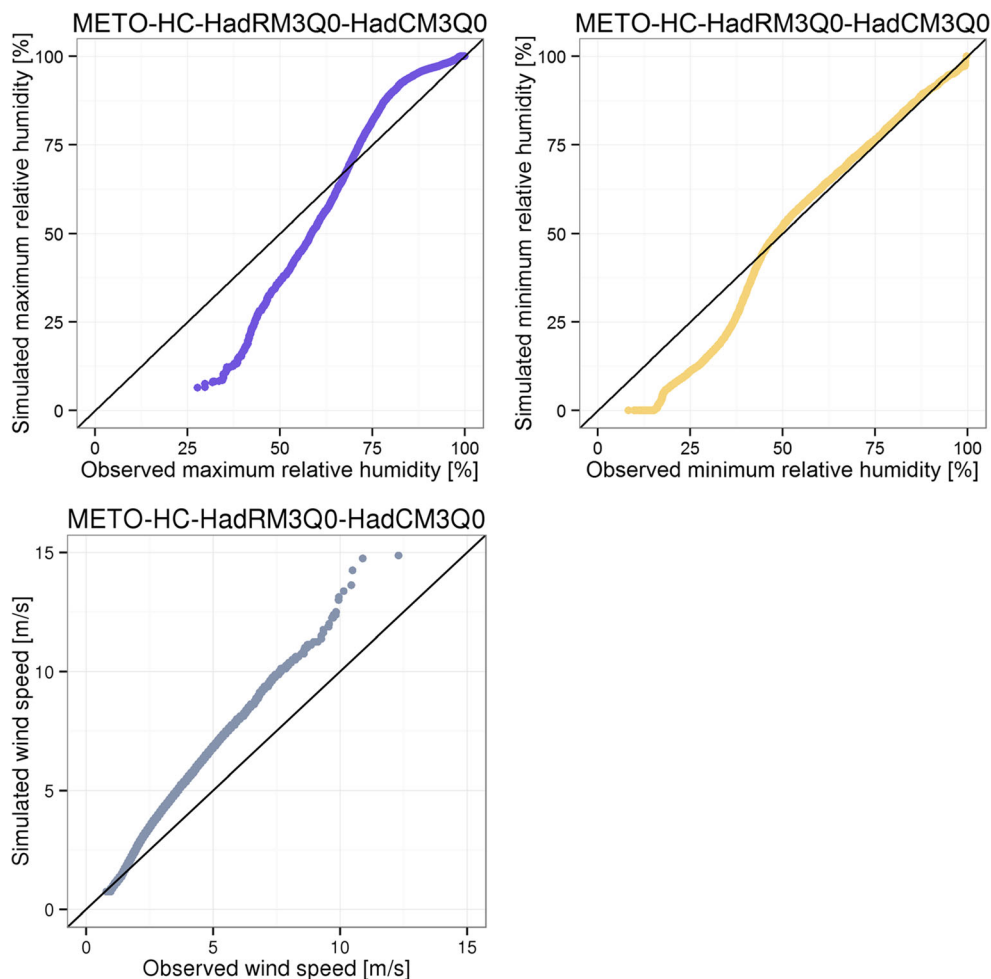 METO-HC-HadRM3Q0-HadCM3Q0
Simulated maximum relative humidity [%]
100
75
50
25
0
0 25 50 75 100
Observed maximum relative humidity [%]
METO-HC-HadRM3Q0-HadCM3Q0
Simulated minimum relative humidity [%]
100
75
50
25
0
0 25 50 75 100
Observed minimum relative humidity [%]
METO-HC-HadRM3Q0-HadCM3Q0
Simulated wind speed [m/s]
15
10
5
0
0 5 10 15
Observed wind speed [m/s]